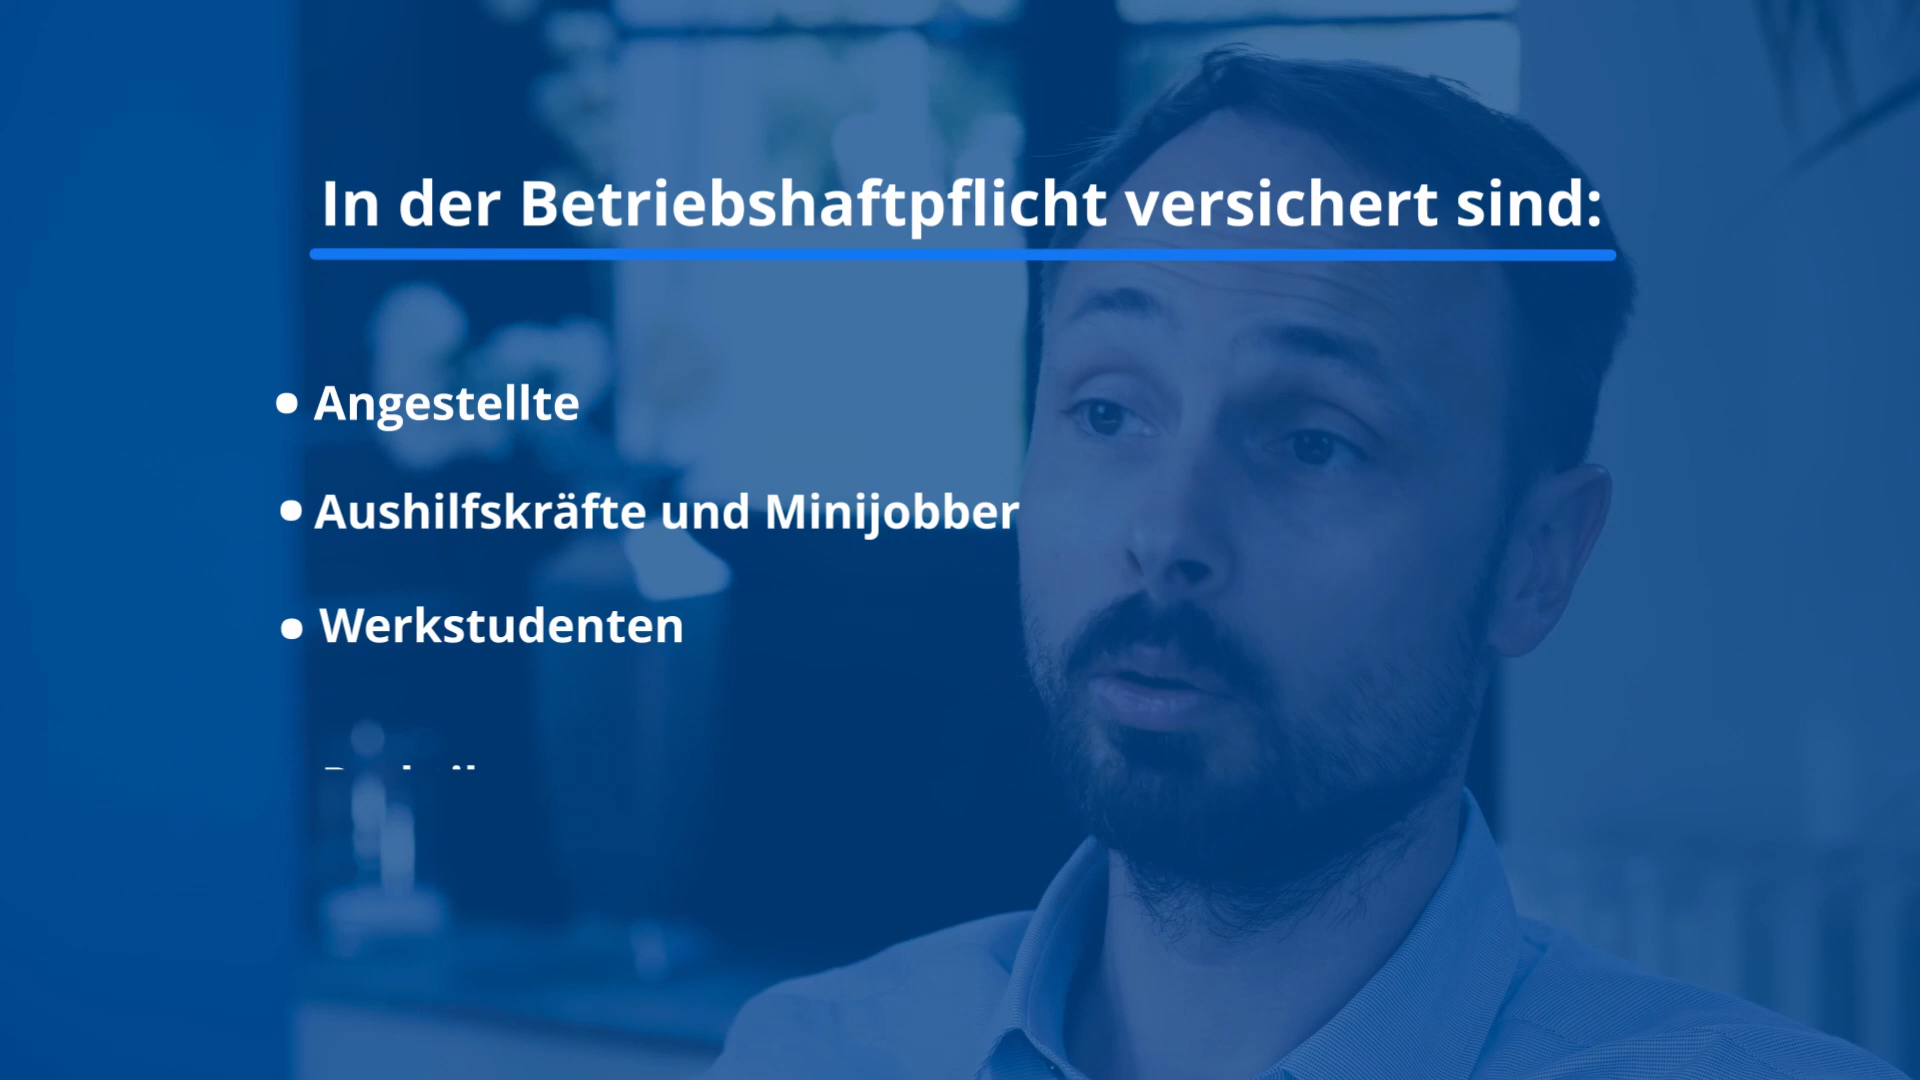 In der Betriebshaftpflicht versichert sind:
• Angestellte
• Aushilfskräfte und Minijobber
• Werkstudenten